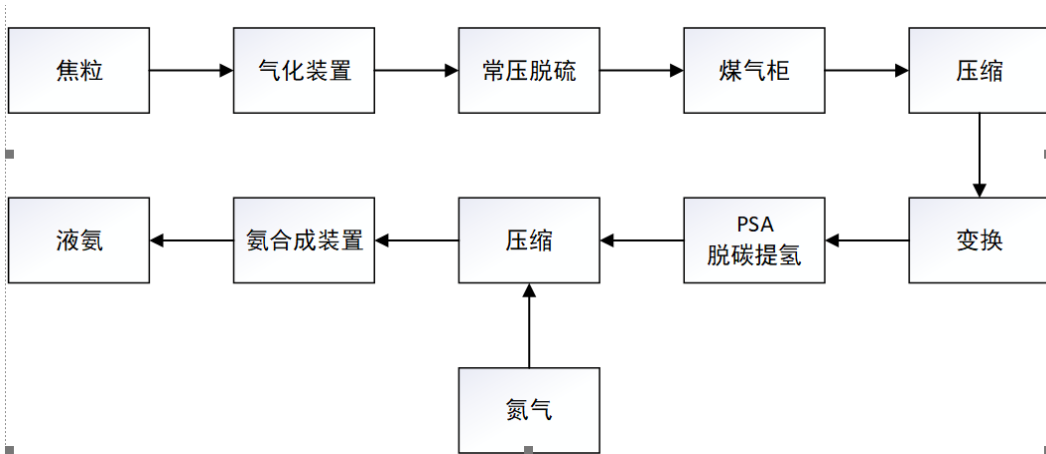 焦粒
气化装置
常压脱硫
煤气柜
压缩
液氨
氨合成装置
压缩
PSA
脱碳提氢
变换
氮气